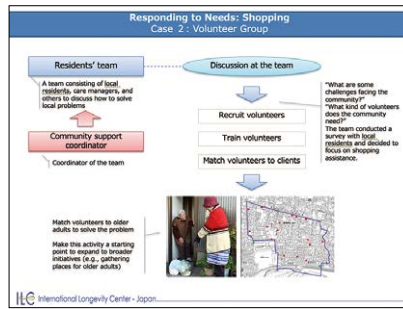 Responding to Needs: Shopping
Case 2: Volunteer Group
Residents' team
Discussion at the team
A team consisting of local
residents, care managers, and
others to discuss how to solve
local problems
Community support
coordinator
Coordinator of the team
Recruit volunteers
Train volunteers
Match volunteers to clients
"What are some
challenges facing the
community?"
"What kind of volunteers
does the community
need?"
The team conducted a
survey with local
residents and decided to
focus on shopping
assistance.
Match volunteers to older
adults to solve the problem
Make this activity a starting
point to expand to broader
initiatives (e.g., gathering
places for older adults)
ILC International Longevity Center - Japan